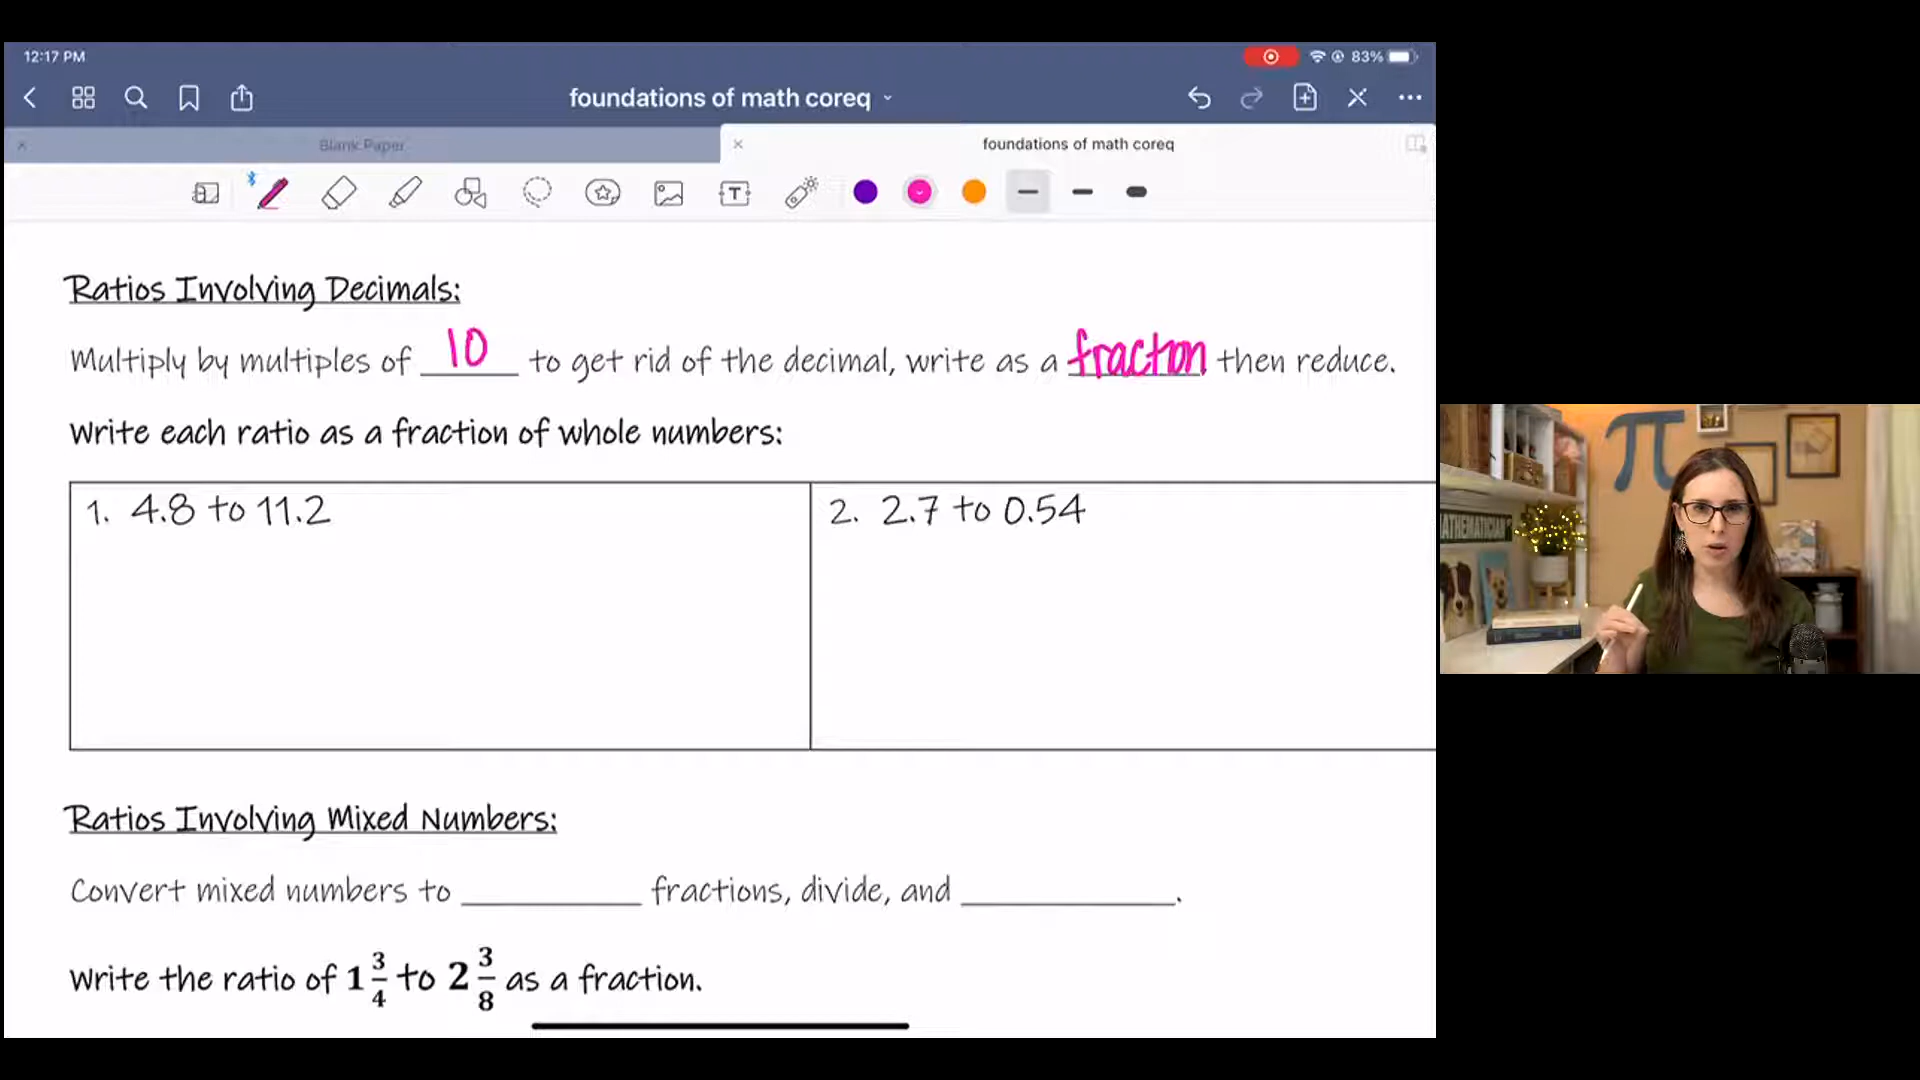 12:17 PM
83%
foundations of math coreq
Blank Paper
foundations of math coreq
T
Ratios Involving Decimals:
Multiply by multiples of 10 to get rid of the decimal, write as a fraction, then reduce.
Write each ratio as a fraction of whole numbers:
1. 4.8 to 11.2
2. 2.7 to 0.54
Ratios Involving Mixed Numbers:
Convert mixed numbers to __________ fractions, divide, and ____________.
Write the ratio of 1 3/4 to 2 3/8 as a fraction.
π
MATHEMATICIAN